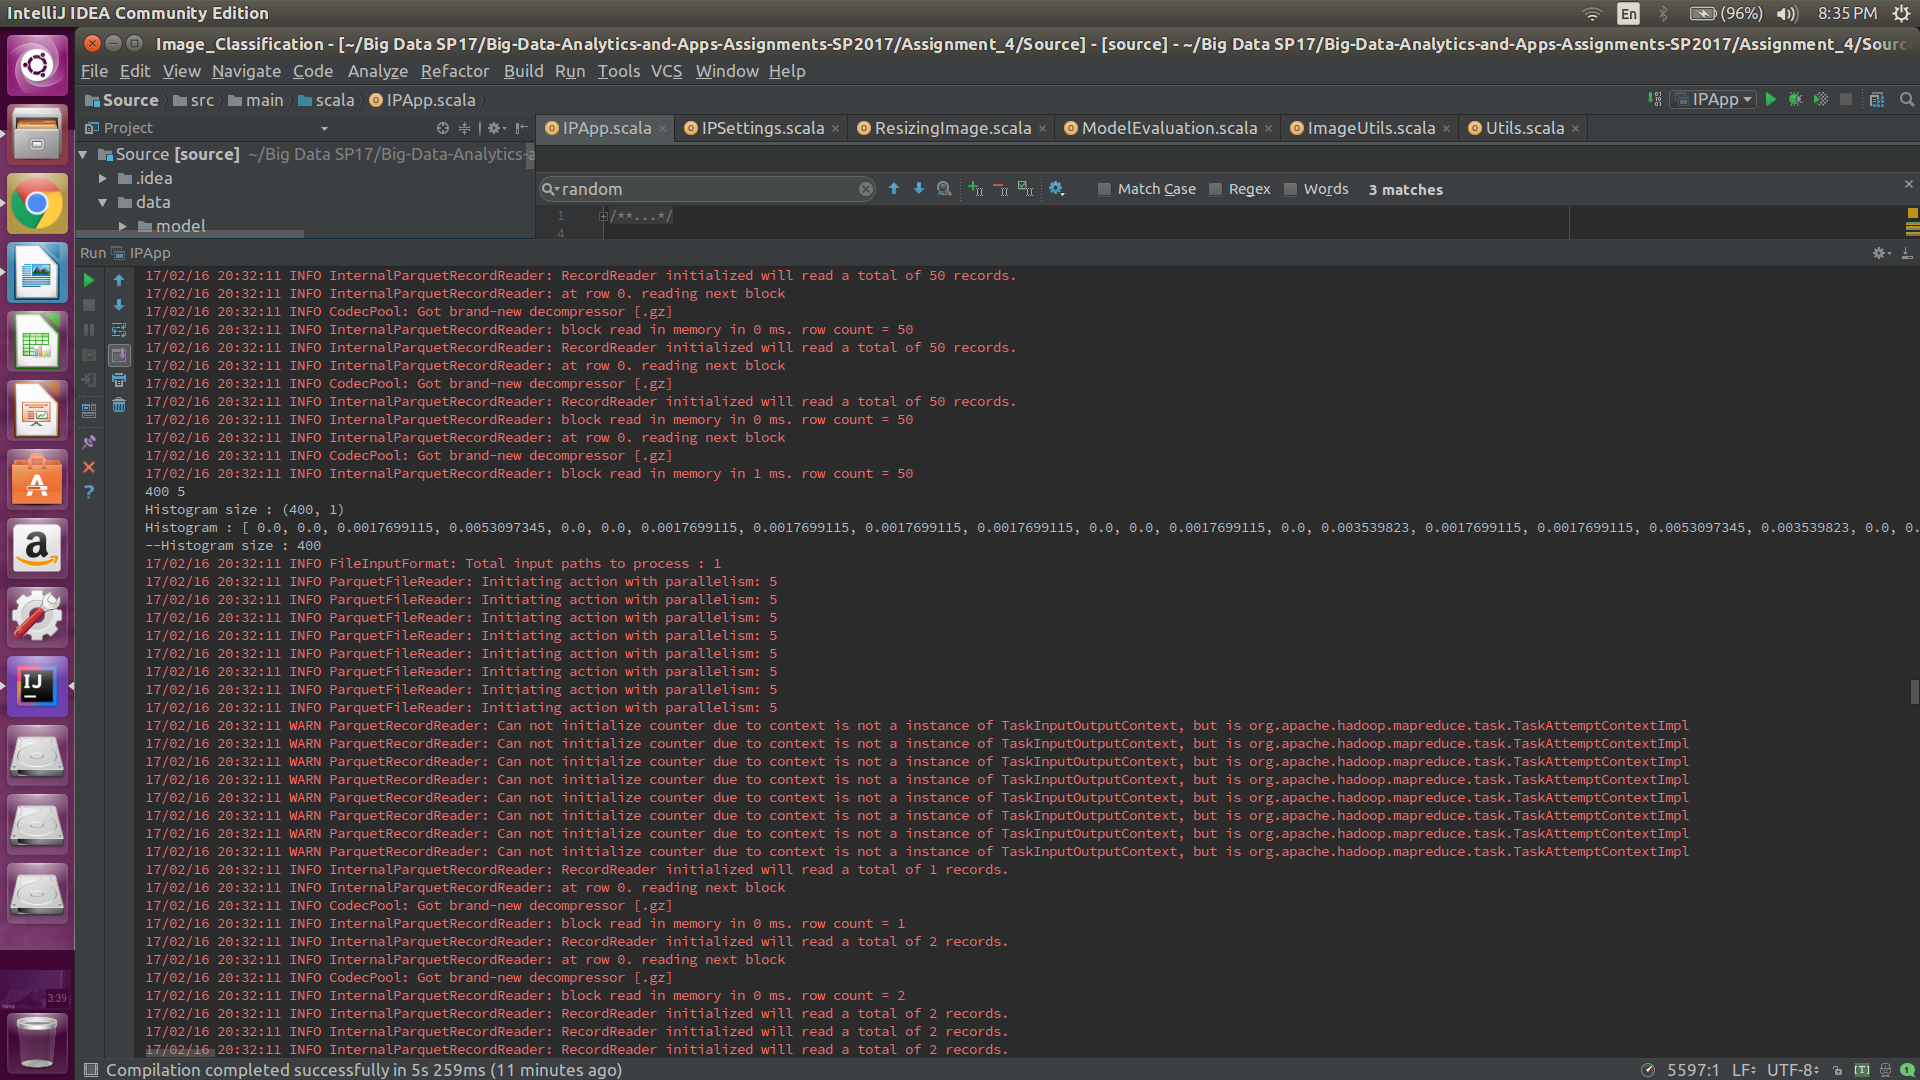 IntelliJ IDEA Community Edition
En (96%) 8:35 PM
Image_Classification - [~/Big Data SP17/Big-Data-Analytics-and-Apps-Assignments-SP2017/Assignment_4/Source] - [source] - ~/Big Data SP17/Big-Data-Analytics-and-Apps-Assignments-SP2017/Assignment_4/Sourc
File Edit View Navigate Code Analyze Refactor Build Run Tools VCS Window Help
Source src main scala IPApp.scala IPApp
Project
IPApp.scala IPSettings.scala ResizingImage.scala ModelEvaluation.scala ImageUtils.scala Utils.scala
Source [source] ~/Big Data SP17/Big-Data-Analytics-a
.idea
data
model
random Match Case Regex Words 3 matches
1 /**...*/
4
Run IPApp
17/02/16 20:32:11 INFO InternalParquetRecordReader: RecordReader initialized will read a total of 50 records.
17/02/16 20:32:11 INFO InternalParquetRecordReader: at row 0. reading next block
17/02/16 20:32:11 INFO CodecPool: Got brand-new decompressor [.gz]
17/02/16 20:32:11 INFO InternalParquetRecordReader: block read in memory in 0 ms. row count = 50
17/02/16 20:32:11 INFO InternalParquetRecordReader: RecordReader initialized will read a total of 50 records.
17/02/16 20:32:11 INFO InternalParquetRecordReader: at row 0. reading next block
17/02/16 20:32:11 INFO CodecPool: Got brand-new decompressor [.gz]
17/02/16 20:32:11 INFO InternalParquetRecordReader: RecordReader initialized will read a total of 50 records.
17/02/16 20:32:11 INFO InternalParquetRecordReader: block read in memory in 0 ms. row count = 50
17/02/16 20:32:11 INFO InternalParquetRecordReader: at row 0. reading next block
17/02/16 20:32:11 INFO CodecPool: Got brand-new decompressor [.gz]
17/02/16 20:32:11 INFO InternalParquetRecordReader: block read in memory in 1 ms. row count = 50
400 5
Histogram size : (400, 1)
Histogram : [ 0.0, 0.0, 0.0017699115, 0.0053097345, 0.0, 0.0, 0.0017699115, 0.0017699115, 0.0017699115, 0.0017699115, 0.0, 0.0, 0.0017699115, 0.0, 0.003539823, 0.0017699115, 0.0017699115, 0.0053097345, 0.003539823, 0.0, 0.
--Histogram size : 400
17/02/16 20:32:11 INFO FileInputFormat: Total input paths to process : 1
17/02/16 20:32:11 INFO ParquetFileReader: Initiating action with parallelism: 5
17/02/16 20:32:11 INFO ParquetFileReader: Initiating action with parallelism: 5
17/02/16 20:32:11 INFO ParquetFileReader: Initiating action with parallelism: 5
17/02/16 20:32:11 INFO ParquetFileReader: Initiating action with parallelism: 5
17/02/16 20:32:11 INFO ParquetFileReader: Initiating action with parallelism: 5
17/02/16 20:32:11 INFO ParquetFileReader: Initiating action with parallelism: 5
17/02/16 20:32:11 INFO ParquetFileReader: Initiating action with parallelism: 5
17/02/16 20:32:11 INFO ParquetFileReader: Initiating action with parallelism: 5
17/02/16 20:32:11 WARN ParquetRecordReader: Can not initialize counter due to context is not a instance of TaskInputOutputContext, but is org.apache.hadoop.mapreduce.task.TaskAttemptContextImpl
17/02/16 20:32:11 WARN ParquetRecordReader: Can not initialize counter due to context is not a instance of TaskInputOutputContext, but is org.apache.hadoop.mapreduce.task.TaskAttemptContextImpl
17/02/16 20:32:11 WARN ParquetRecordReader: Can not initialize counter due to context is not a instance of TaskInputOutputContext, but is org.apache.hadoop.mapreduce.task.TaskAttemptContextImpl
17/02/16 20:32:11 WARN ParquetRecordReader: Can not initialize counter due to context is not a instance of TaskInputOutputContext, but is org.apache.hadoop.mapreduce.task.TaskAttemptContextImpl
17/02/16 20:32:11 WARN ParquetRecordReader: Can not initialize counter due to context is not a instance of TaskInputOutputContext, but is org.apache.hadoop.mapreduce.task.TaskAttemptContextImpl
17/02/16 20:32:11 WARN ParquetRecordReader: Can not initialize counter due to context is not a instance of TaskInputOutputContext, but is org.apache.hadoop.mapreduce.task.TaskAttemptContextImpl
17/02/16 20:32:11 WARN ParquetRecordReader: Can not initialize counter due to context is not a instance of TaskInputOutputContext, but is org.apache.hadoop.mapreduce.task.TaskAttemptContextImpl
17/02/16 20:32:11 WARN ParquetRecordReader: Can not initialize counter due to context is not a instance of TaskInputOutputContext, but is org.apache.hadoop.mapreduce.task.TaskAttemptContextImpl
17/02/16 20:32:11 INFO InternalParquetRecordReader: RecordReader initialized will read a total of 1 records.
17/02/16 20:32:11 INFO InternalParquetRecordReader: at row 0. reading next block
17/02/16 20:32:11 INFO CodecPool: Got brand-new decompressor [.gz]
17/02/16 20:32:11 INFO InternalParquetRecordReader: block read in memory in 0 ms. row count = 1
17/02/16 20:32:11 INFO InternalParquetRecordReader: RecordReader initialized will read a total of 2 records.
17/02/16 20:32:11 INFO InternalParquetRecordReader: at row 0. reading next block
17/02/16 20:32:11 INFO CodecPool: Got brand-new decompressor [.gz]
17/02/16 20:32:11 INFO InternalParquetRecordReader: block read in memory in 0 ms. row count = 2
17/02/16 20:32:11 INFO InternalParquetRecordReader: RecordReader initialized will read a total of 2 records.
17/02/16 20:32:11 INFO InternalParquetRecordReader: RecordReader initialized will read a total of 2 records.
17/02/16 20:32:11 INFO InternalParquetRecordReader: RecordReader initialized will read a total of 2 records.
3:39
Compilation completed successfully in 5s 259ms (11 minutes ago) 5597:1 LF UTF-8 [T] 1